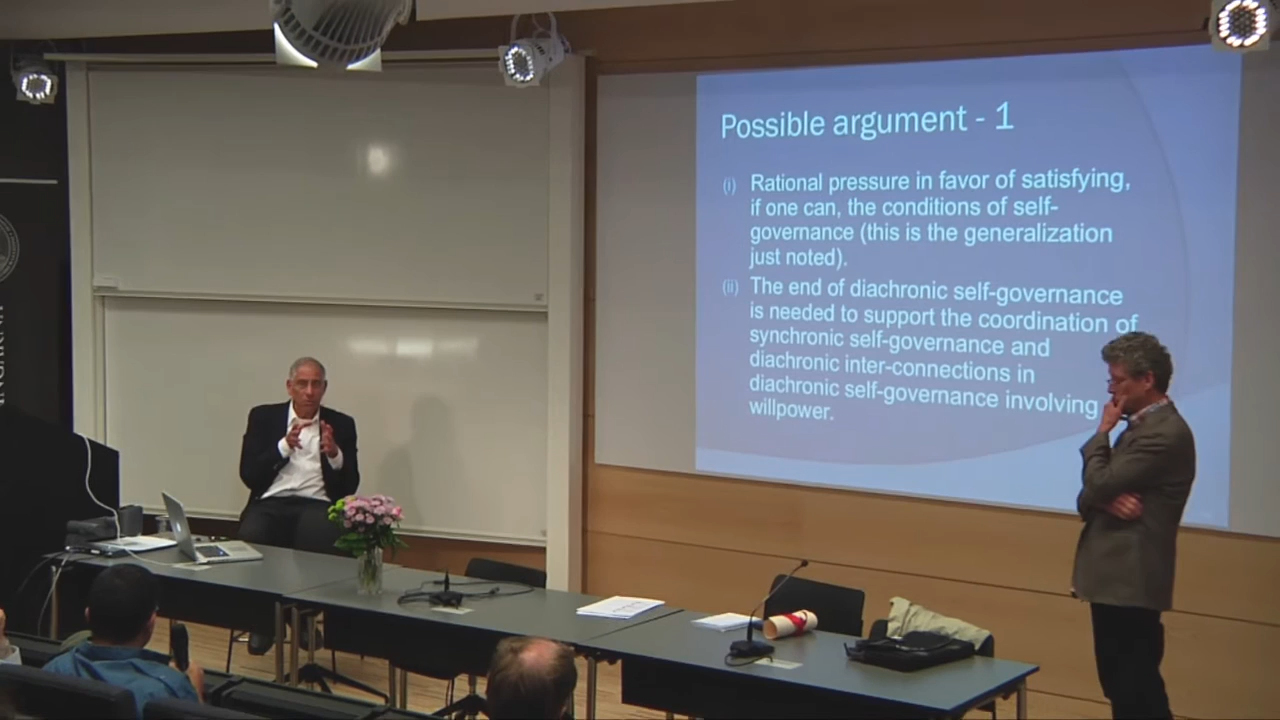 Possible argument - 1
(i) Rational pressure in favor of satisfying,
if one can, the conditions of self-
governance (this is the generalization
just noted).
(ii) The end of diachronic self-governance
is needed to support the coordination of
synchronic self-governance and
diachronic inter-connections in
diachronic self-governance involving
willpower.